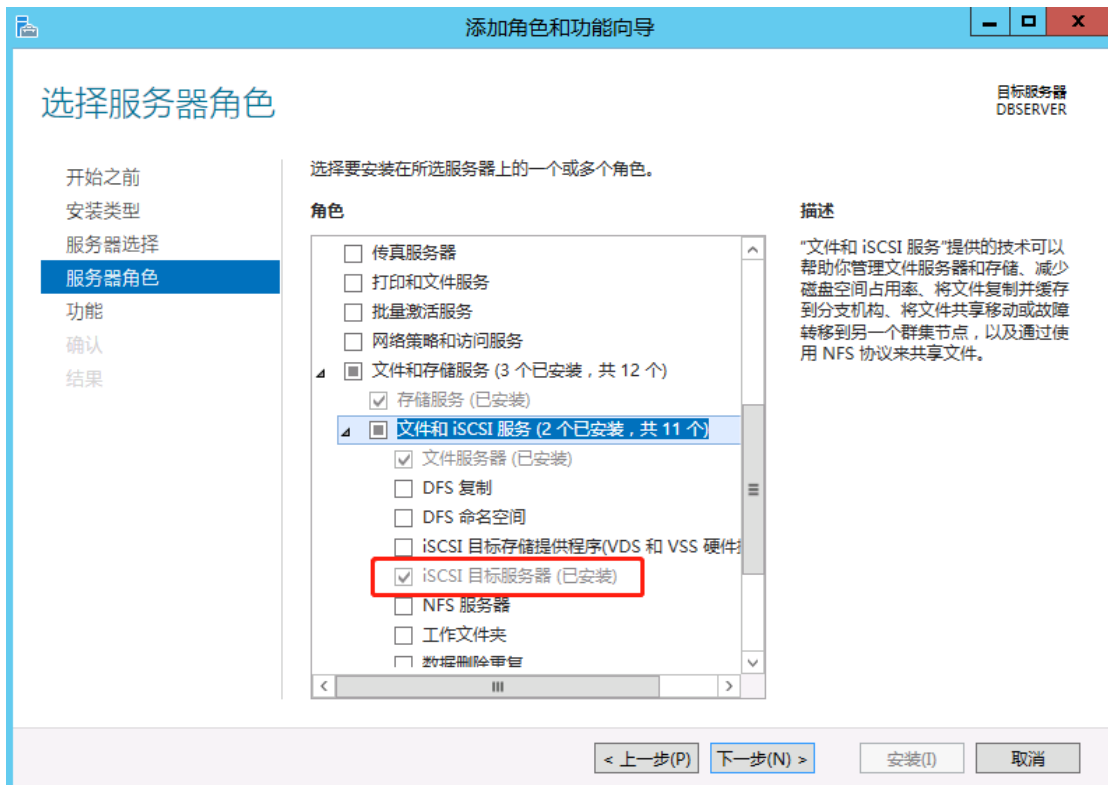 添加角色和功能向导
选择服务器角色
目标服务器
DBSERVER
开始之前
安装类型
服务器选择
服务器角色
功能
确认
结果
选择要安装在所选服务器上的一个或多个角色。
角色
传真服务器
打印和文件服务
批量激活服务
网络策略和访问服务
文件和存储服务 (3 个已安装，共 12 个)
存储服务 (已安装)
文件和 iSCSI 服务 (2 个已安装，共 11 个)
文件服务器 (已安装)
DFS 复制
DFS 命名空间
iSCSI 目标存储提供程序(VDS 和 VSS 硬件
iSCSI 目标服务器 (已安装)
NFS 服务器
工作文件夹
数据删除重复
描述
“文件和 iSCSI 服务”提供的技术可以
帮助你管理文件服务器和存储、减少
磁盘空间占用率、将文件复制并缓存
到分支机构、将文件共享移动或故障
转移到另一个群集节点，以及通过使
用 NFS 协议来共享文件。
< 上一步(P)
下一步(N) >
安装(I)
取消